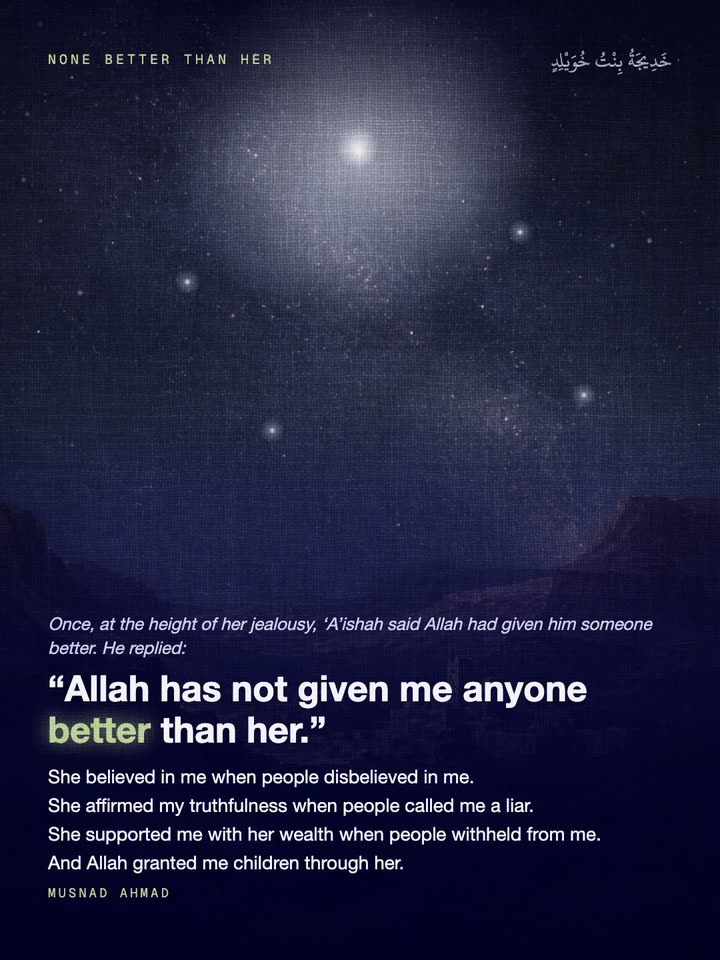 NONE BETTER THAN HER
خَدِيجَةُ بِنْتُ خُوَيْلِدٍ
Once, at the height of her jealousy, ‘A’ishah said Allah had given him someone
better. He replied:
“Allah has not given me anyone
better than her.”
She believed in me when people disbelieved in me.
She affirmed my truthfulness when people called me a liar.
She supported me with her wealth when people withheld from me.
And Allah granted me children through her.
MUSNAD AHMAD